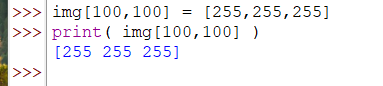 >>> img[100,100] = [255,255,255]
>>> print( img[100,100] )
[255 255 255]
>>>